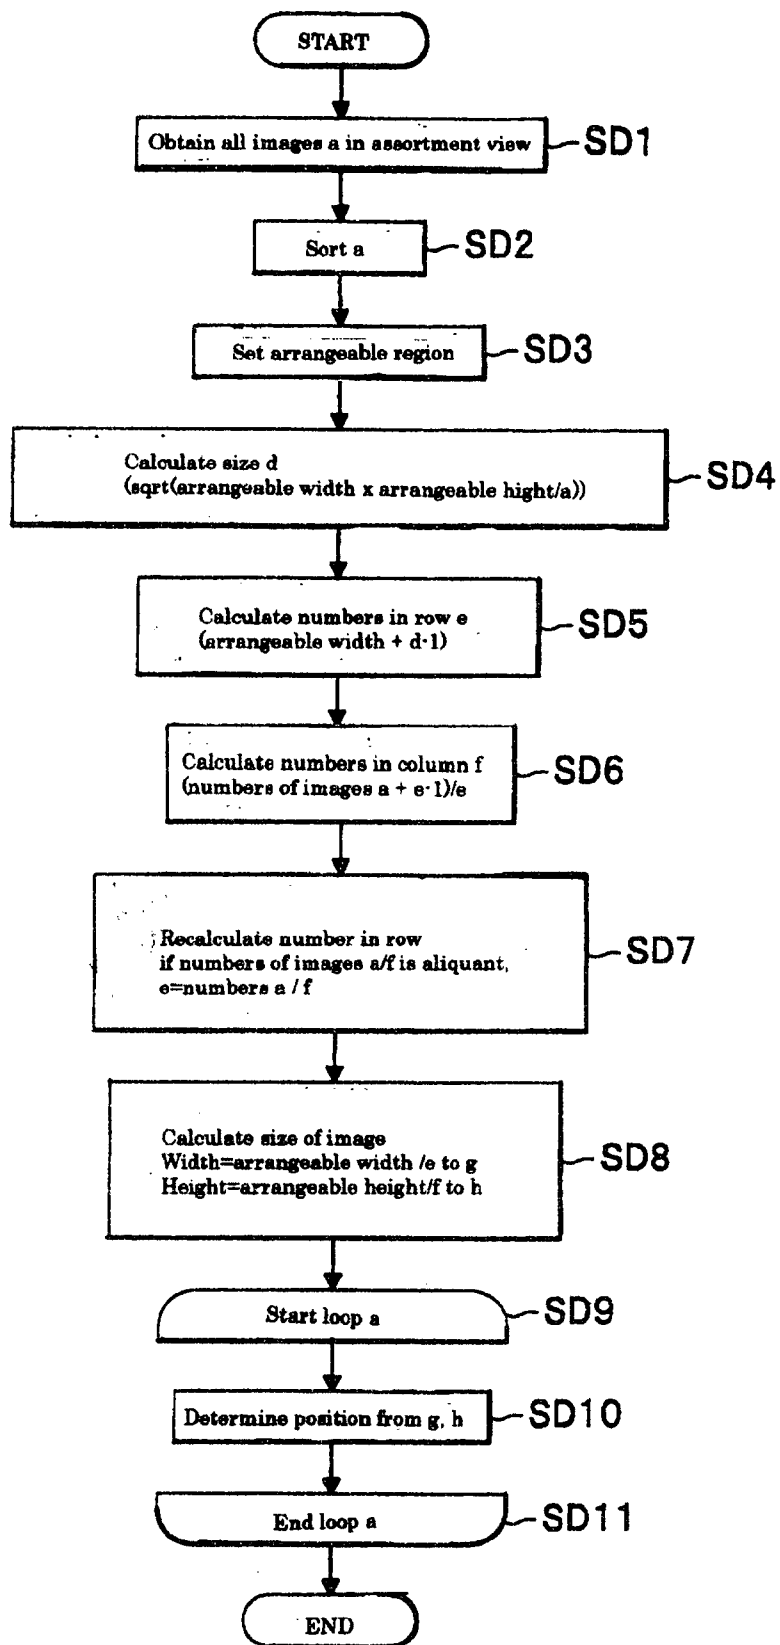 START
Obtain all images a in assortment view
SD1
Sort a
SD2
Set arrangeable region
SD3
Calculate size d
(sqrt(arrangeable width x arrangeable hight/a))
SD4
Calculate numbers in row e
(arrangeable width + d-1)
SD5
Calculate numbers in column f
(numbers of images a + e-1)/e
SD6
Recalculate number in row
if numbers of images a/f is aliquant,
e=numbers a / f
SD7
Calculate size of image
Width=arrangeable width /e to g
Height=arrangeable height/f to h
SD8
Start loop a
SD9
Determine position from g, h
SD10
End loop a
SD11
END